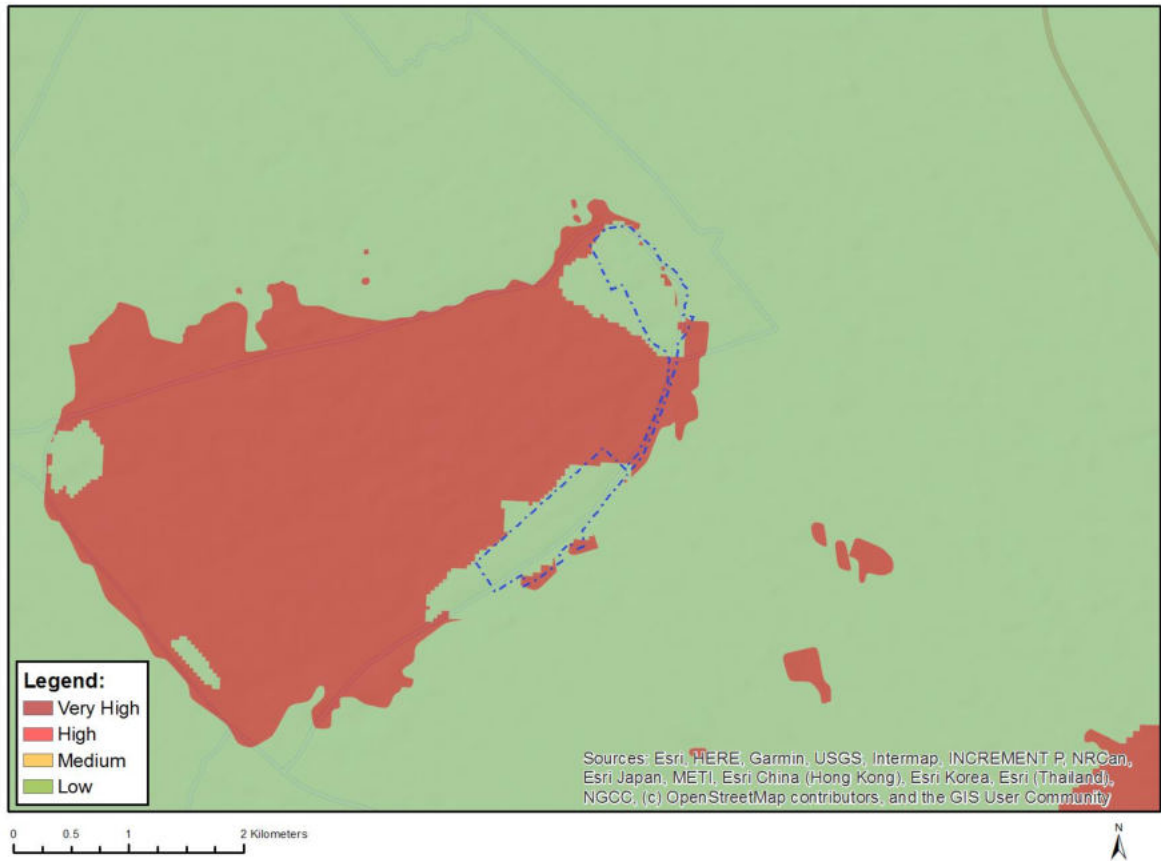 Legend:
Very High
High
Medium
Low
Sources: Esri, HERE, Garmin, USGS, Intermap, INCREMENT P, NRCan,
Esri Japan, METI, Esri China (Hong Kong), Esri Korea, Esri (Thailand),
NGCC, (c) OpenStreetMap contributors, and the GIS User Community
0 0.5 1 2 Kilometers
N